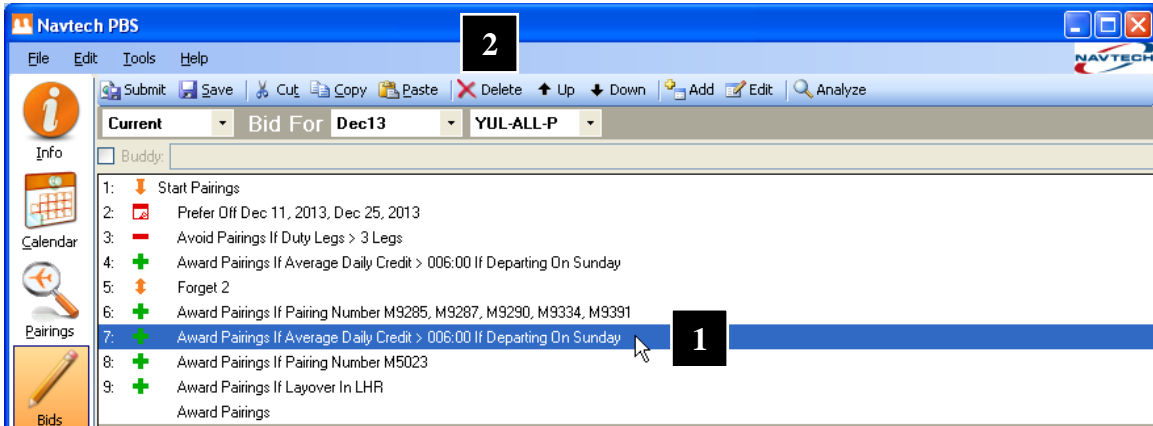 Navtech PBS
2
File Edit Tools Help
NAVTECH
Submit Save Cut Copy Paste Delete Up Down Add Edit Analyze
Current Bid For Dec13 YUL-ALL-P
Info
Buddy:
1: Start Pairings
2: Prefer Off Dec 11, 2013, Dec 25, 2013
Calendar
3: Avoid Pairings If Duty Legs > 3 Legs
4: Award Pairings If Average Daily Credit > 006:00 If Departing On Sunday
5: Forget 2
6: Award Pairings If Pairing Number M9285, M9287, M9290, M9334, M9391
Pairings
7: Award Pairings If Average Daily Credit > 006:00 If Departing On Sunday
1
8: Award Pairings If Pairing Number M5023
9: Award Pairings If Layover In LHR
Award Pairings
Bids